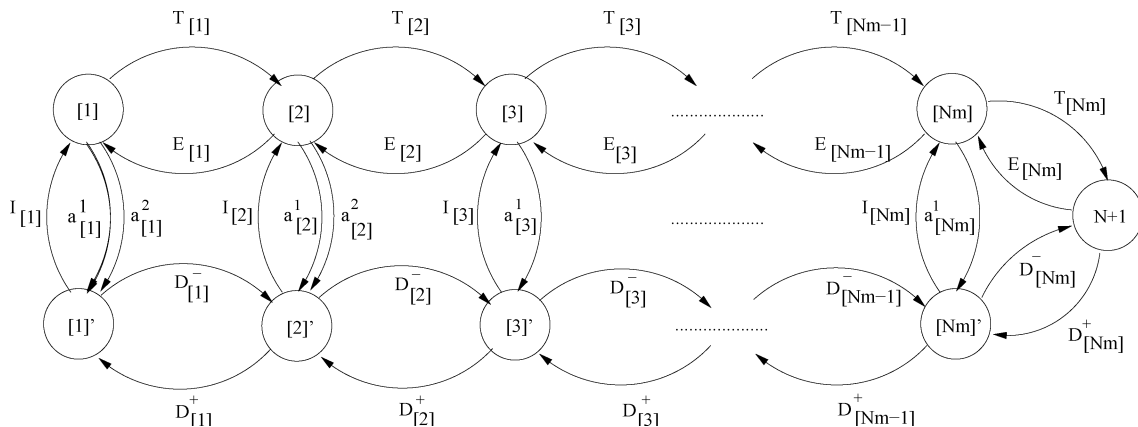 T[1] T[2] T[3] T[Nm−1]
[1] [2] [3] .................. [Nm] T[Nm]
E[1] E[2] E[3] E[Nm−1] E[Nm]
I[1] a¹[1] a²[1] I[2] a¹[2] a²[2] I[3] a¹[3] .................. I[Nm] a¹[Nm] N+1
D⁻[1] D⁻[2] D⁻[3] D⁻[Nm−1] D⁻[Nm]
[1]’ [2]’ [3]’ .................. [Nm]’ D⁺[Nm]
D⁺[1] D⁺[2] D⁺[3] D⁺[Nm−1]